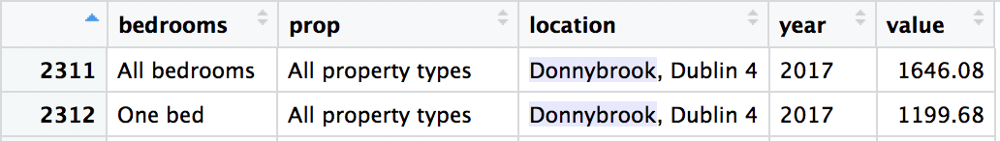 bedrooms prop location year value
2311 All bedrooms All property types Donnybrook, Dublin 4 2017 1646.08
2312 One bed All property types Donnybrook, Dublin 4 2017 1199.68